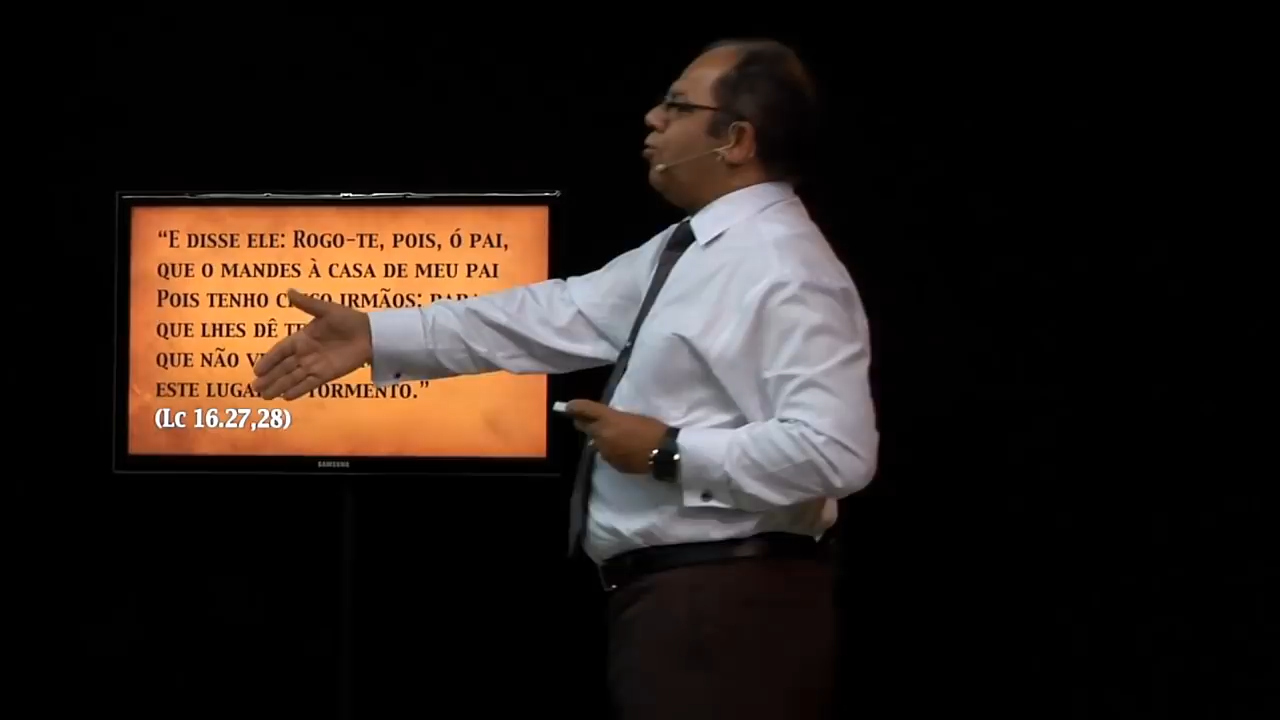 “E DISSE ELE: ROGO-TE, POIS, Ó PAI,
QUE O MANDES À CASA DE MEU PAI
POIS TENHO IRMÃOS:
QUE LHES DÊ
QUE NÃO
ESTE TORMENTO.”
(Lc 16.27,28)
SAMSUNG